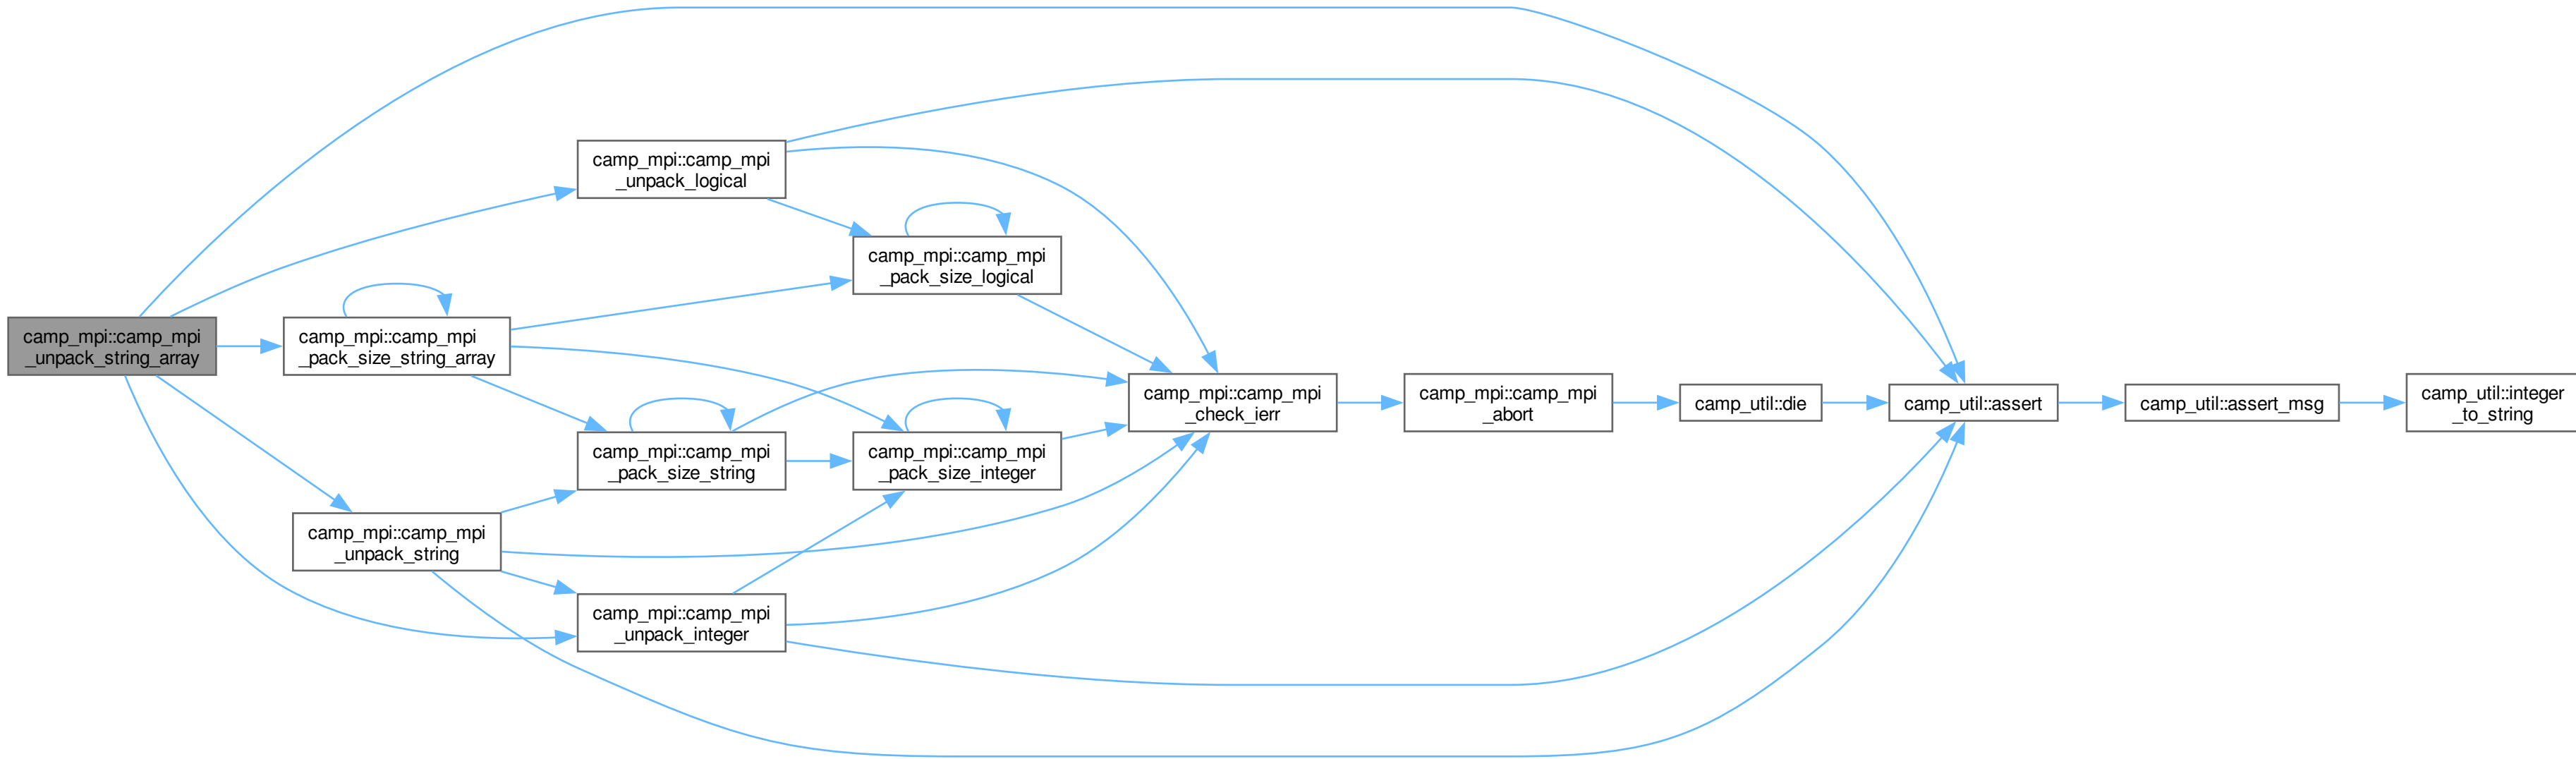 camp_mpi::camp_mpi
_unpack_string_array
camp_mpi::camp_mpi
_pack_size_string_array
camp_mpi::camp_mpi
_unpack_string
camp_mpi::camp_mpi
_unpack_logical
camp_mpi::camp_mpi
_pack_size_string
camp_mpi::camp_mpi
_unpack_integer
camp_mpi::camp_mpi
_pack_size_logical
camp_mpi::camp_mpi
_pack_size_integer
camp_mpi::camp_mpi
_check_ierr
camp_mpi::camp_mpi
_abort
camp_util::die
camp_util::assert
camp_util::assert_msg
camp_util::integer
_to_string